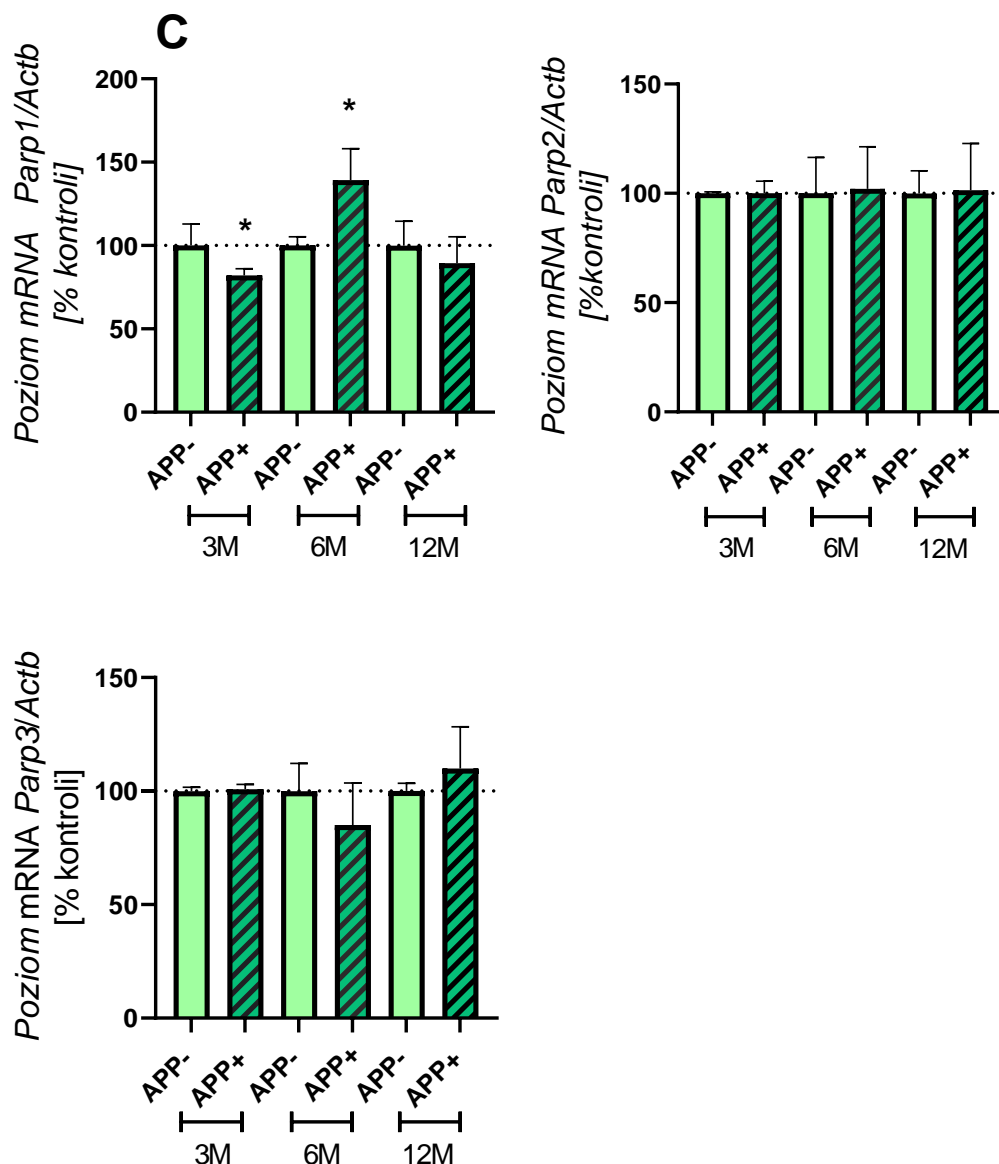 C
Poziom mRNA Parp1/Actb
[% kontroli]
200
150
100
50
0
*
*
APP-
APP+
APP-
APP+
APP-
APP+
3M
6M
12M
Poziom mRNA Parp2/Actb
[%kontroli]
150
100
50
0
APP-
APP+
APP-
APP+
APP-
APP+
3M
6M
12M
Poziom mRNA Parp3/Actb
[% kontroli]
150
100
50
0
APP-
APP+
APP-
APP+
APP-
APP+
3M
6M
12M